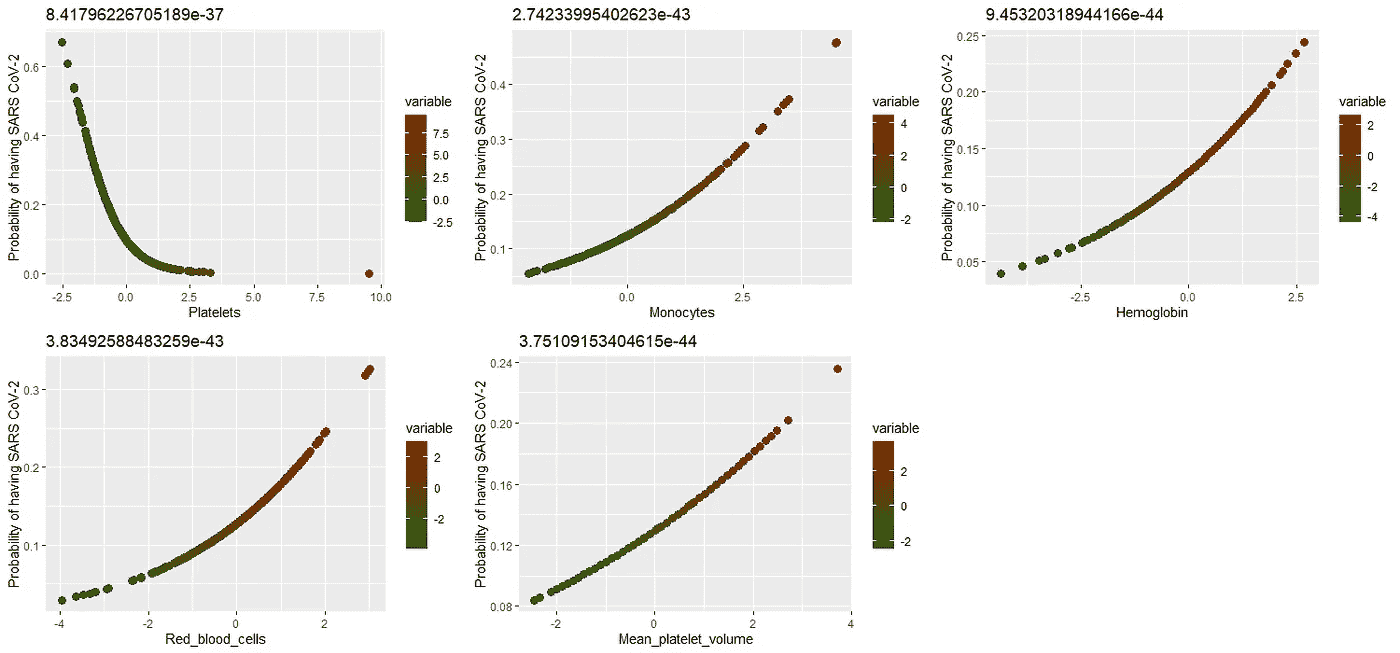 8.41796226705189e-37
Probability of having SARS CoV-2
0.6
0.4
0.2
0.0
-2.5
0.0
2.5
5.0
7.5
10.0
Platelets
variable
7.5
5.0
2.5
0.0
-2.5
2.74233995402623e-43
Probability of having SARS CoV-2
0.4
0.3
0.2
0.1
0.0
2.5
Monocytes
variable
4
2
0
-2
9.45320318944166e-44
Probability of having SARS CoV-2
0.25
0.20
0.15
0.10
0.05
-2.5
0.0
2.5
Hemoglobin
variable
2
0
-2
-4
3.83492588483259e-43
Probability of having SARS CoV-2
0.3
0.2
0.1
-4
-2
0
2
Red_blood_cells
variable
2
0
-2
3.75109153404615e-44
Probability of having SARS CoV-2
0.24
0.20
0.16
0.12
0.08
-2
0
2
4
Mean_platelet_volume
variable
2
0
-2